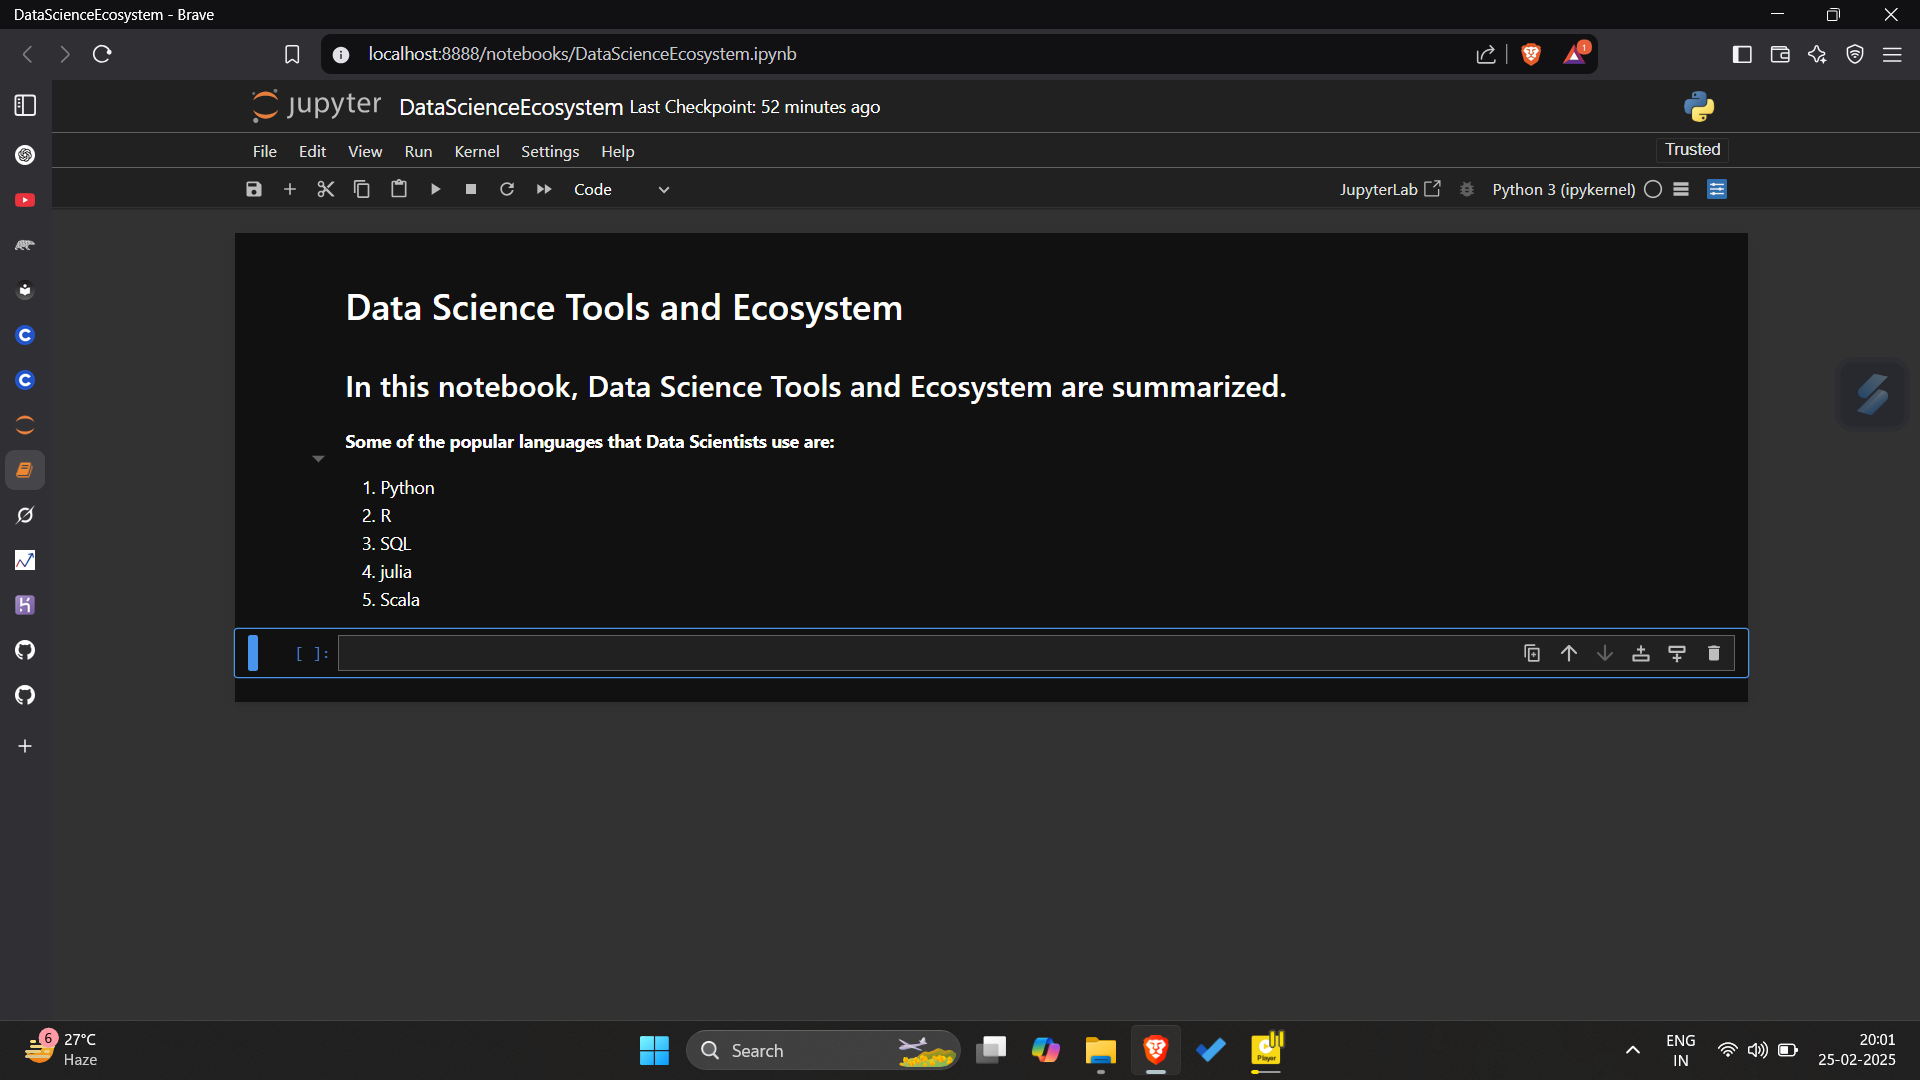 DataScienceEcosystem - Brave
localhost:8888/notebooks/DataScienceEcosystem.ipynb
1
jupyter DataScienceEcosystem Last Checkpoint: 52 minutes ago
File Edit View Run Kernel Settings Help
Trusted
Code
JupyterLab
Python 3 (ipykernel)
Data Science Tools and Ecosystem
In this notebook, Data Science Tools and Ecosystem are summarized.
Some of the popular languages that Data Scientists use are:
1. Python
2. R
3. SQL
4. julia
5. Scala
[ ]:
6
27°C
Haze
Search
Player
ENG
IN
20:01
25-02-2025